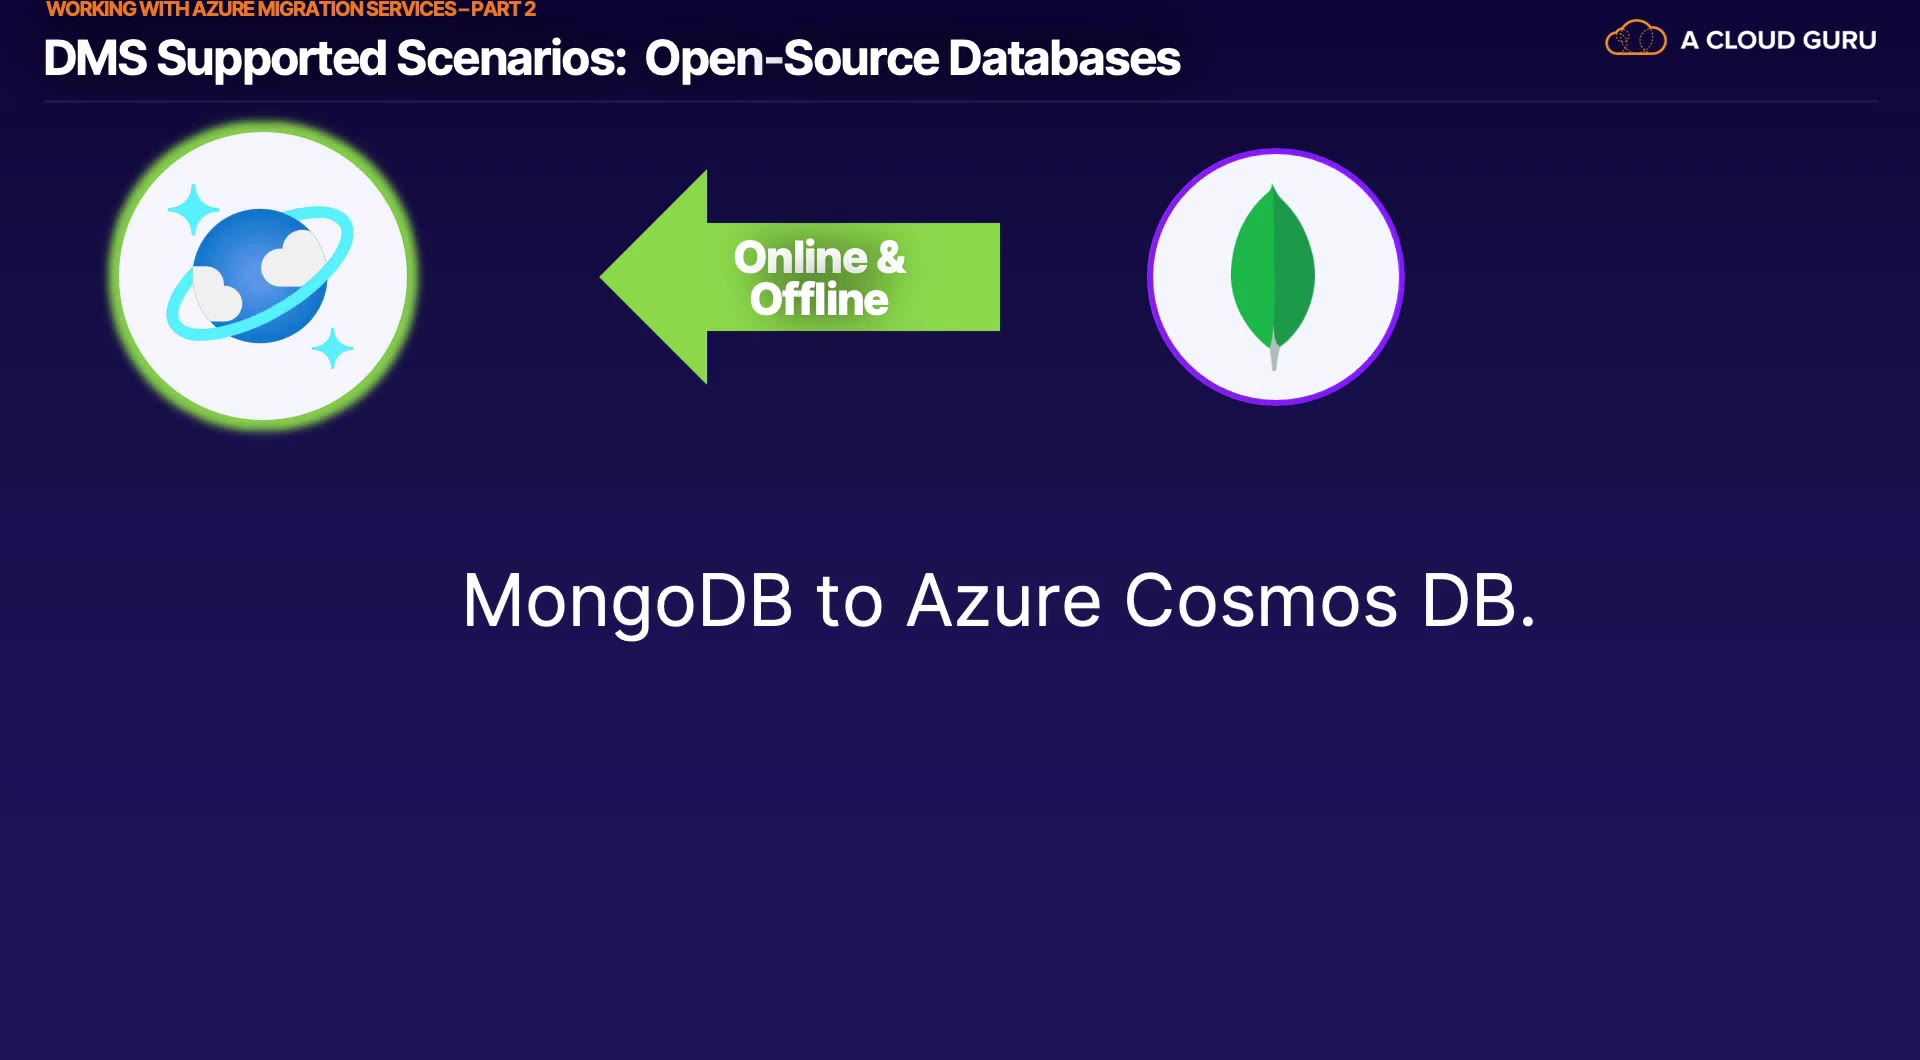 WORKING WITH AZURE MIGRATION SERVICES – PART 2
DMS Supported Scenarios: Open-Source Databases
A CLOUD GURU
Online &
Offline
MongoDB to Azure Cosmos DB.